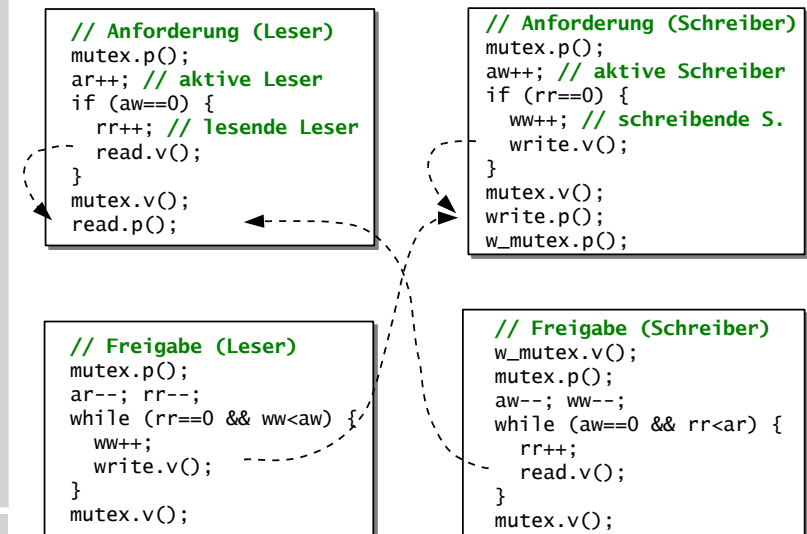 // Anforderung (Leser)
mutex.p();
ar++; // aktive Leser
if (aw==0) {
  rr++; // lesende Leser
  read.v();
}
mutex.v();
read.p();
// Anforderung (Schreiber)
mutex.p();
aw++; // aktive Schreiber
if (rr==0) {
  ww++; // schreibende S.
  write.v();
}
mutex.v();
write.p();
w_mutex.p();
// Freigabe (Leser)
mutex.p();
ar--; rr--;
while (rr==0 && ww<aw) {
  ww++;
  write.v();
}
mutex.v();
// Freigabe (Schreiber)
w_mutex.v();
mutex.p();
aw--; ww--;
while (aw==0 && rr<ar) {
  rr++;
  read.v();
}
mutex.v();